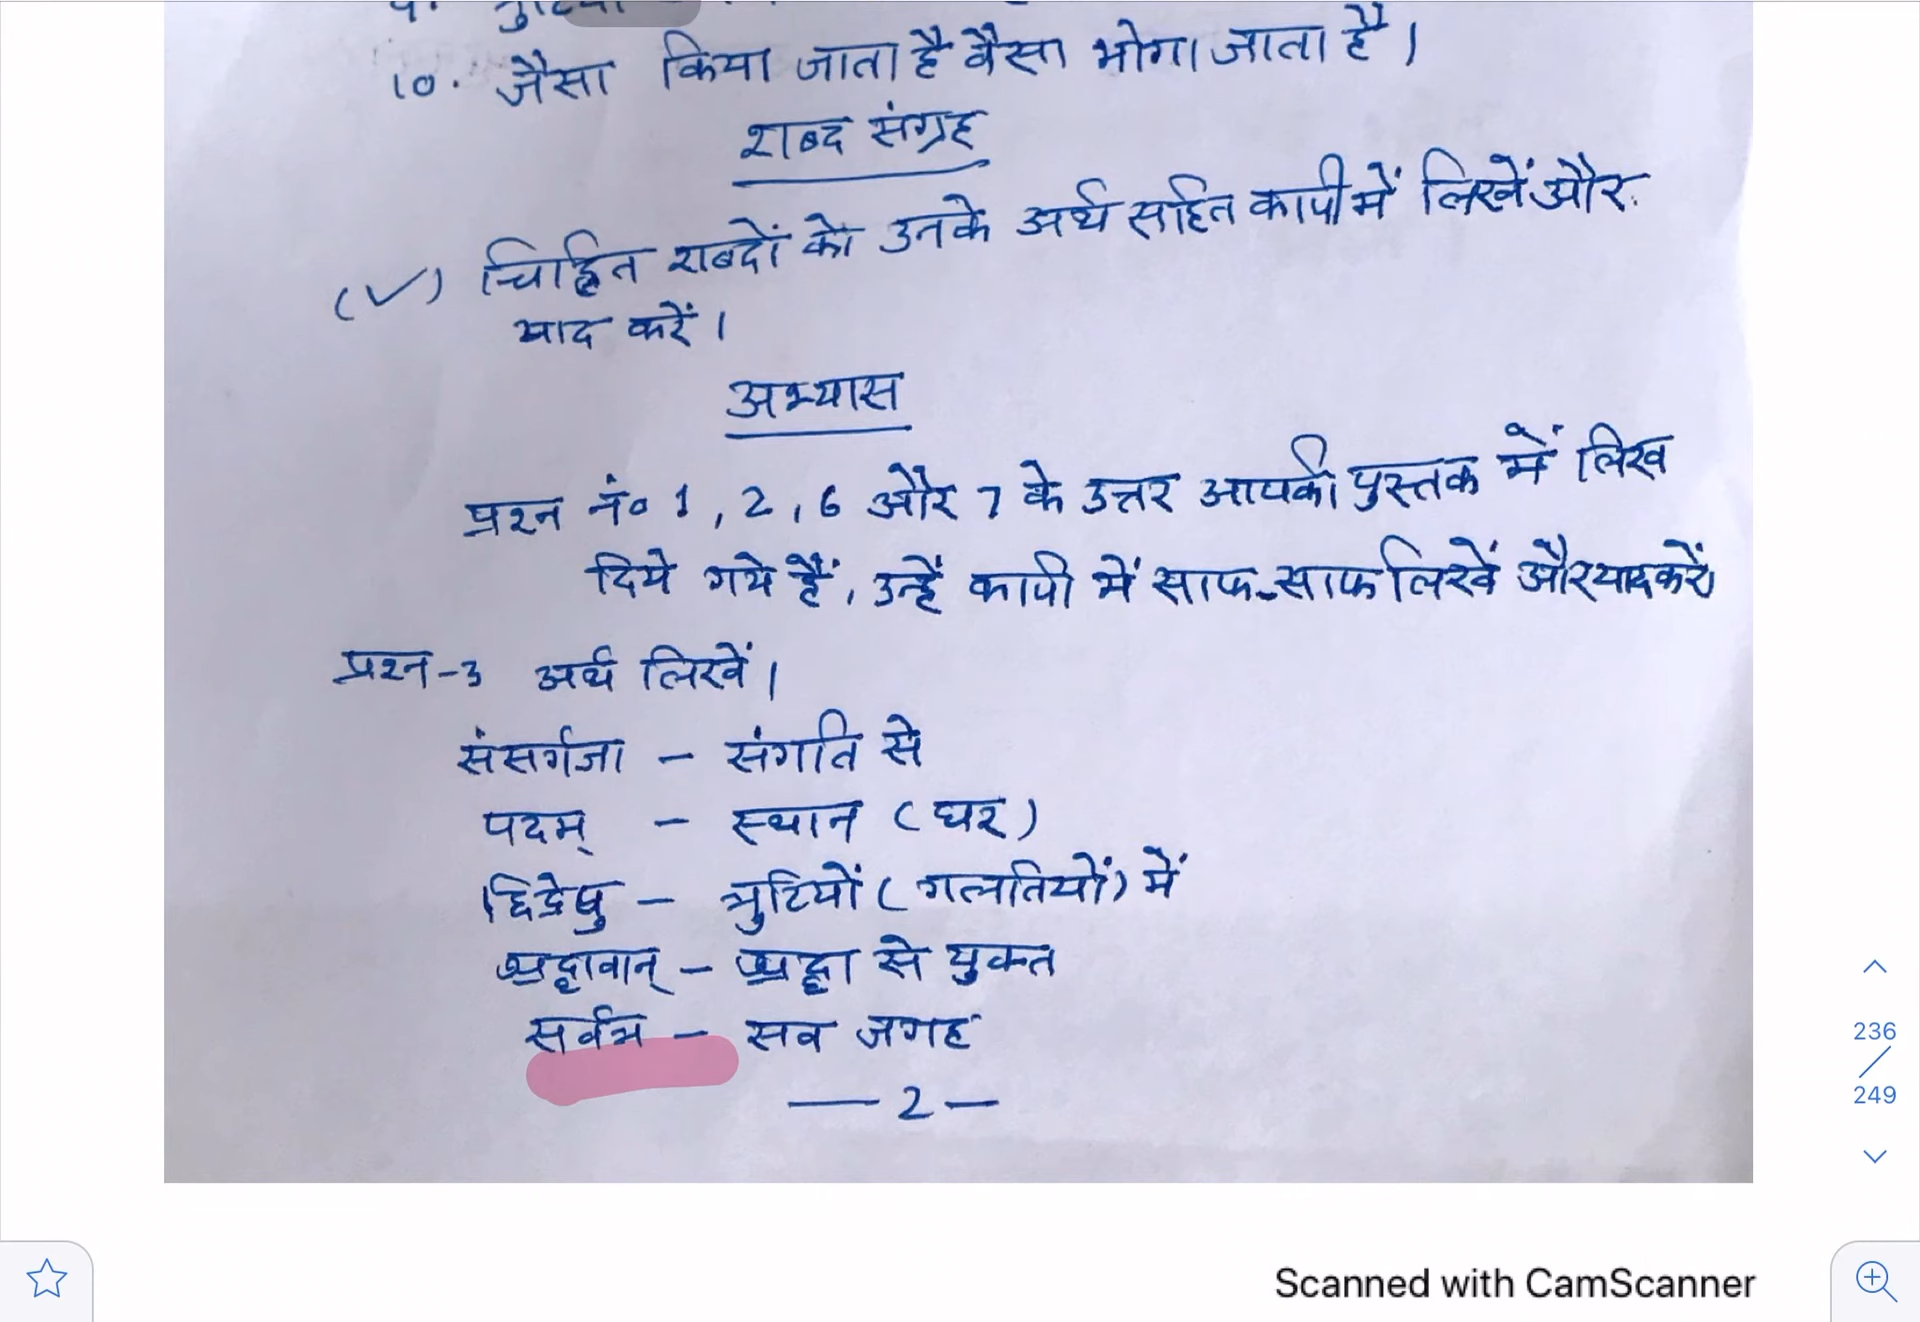 10. जैसा किया जाता है वैसा भोगा जाता है।
शब्द संग्रह
(✓) चिह्नित शब्दों को उनके अर्थ सहित कापी में लिखें और
याद करें।
अभ्यास
प्रश्न नं० 1, 2, 6 और 7 के उत्तर आपकी पुस्तक में लिख
दिये गये हैं, उन्हें कापी में साफ-साफ लिखें और याद करें
प्रश्न-3 अर्थ लिखें।
संसर्गजा - संगति से
पदम् - स्थान (घर)
छिद्रेषु - त्रुटियों (गलतियों) में
श्रद्धावान् - श्रद्धा से युक्त
सर्वत्र - सब जगह
— 2 —
236
/
249
Scanned with CamScanner